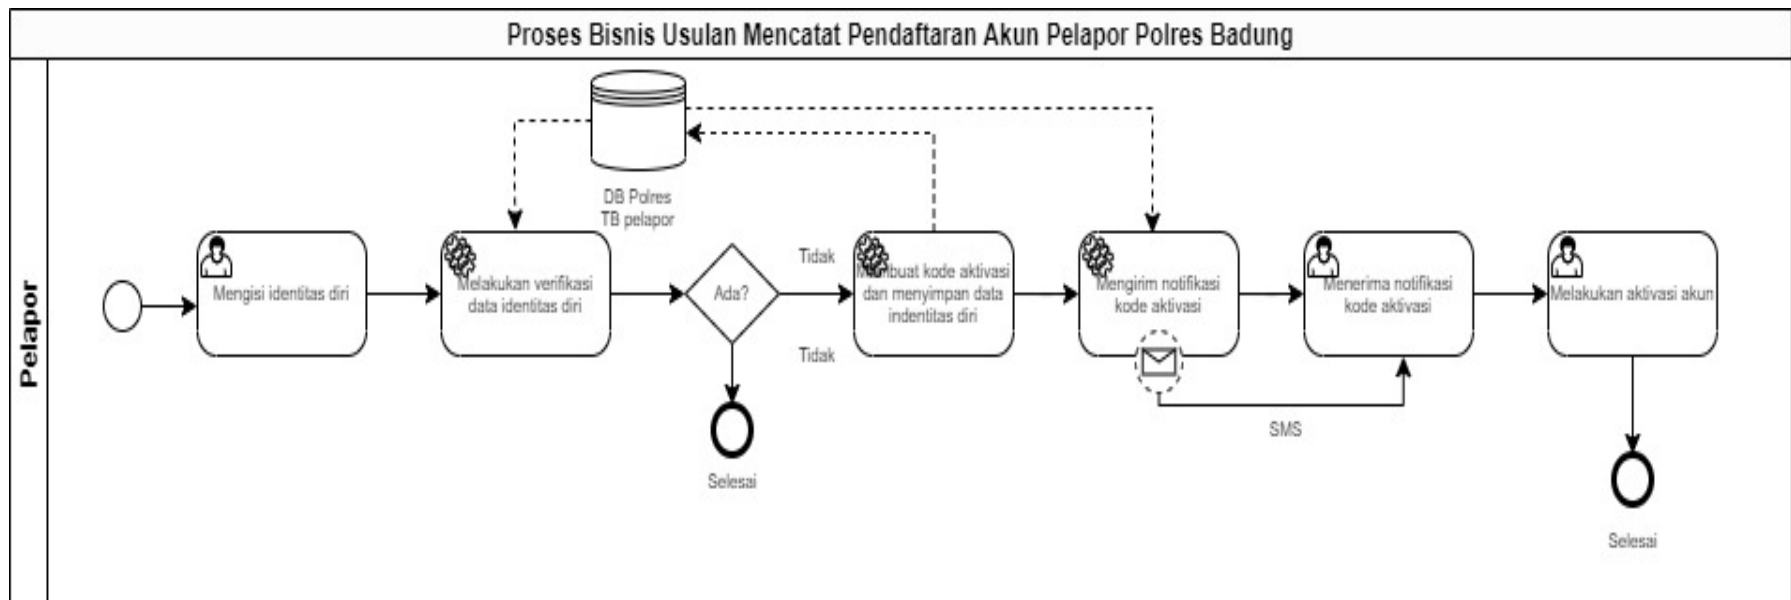 Proses Bisnis Usulan Mencatat Pendaftaran Akun Pelapor Polres Badung
Pelapor
DB Polres
TB pelapor
Mengisi identitas diri
Melakukan verifikasi
data identitas diri
Ada?
Tidak
Tidak
Selesai
Membuat kode aktivasi
dan menyimpan data
indentitas diri
Mengirim notifikasi
kode aktivasi
SMS
Menerima notifikasi
kode aktivasi
Melakukan aktivasi akun
Selesai